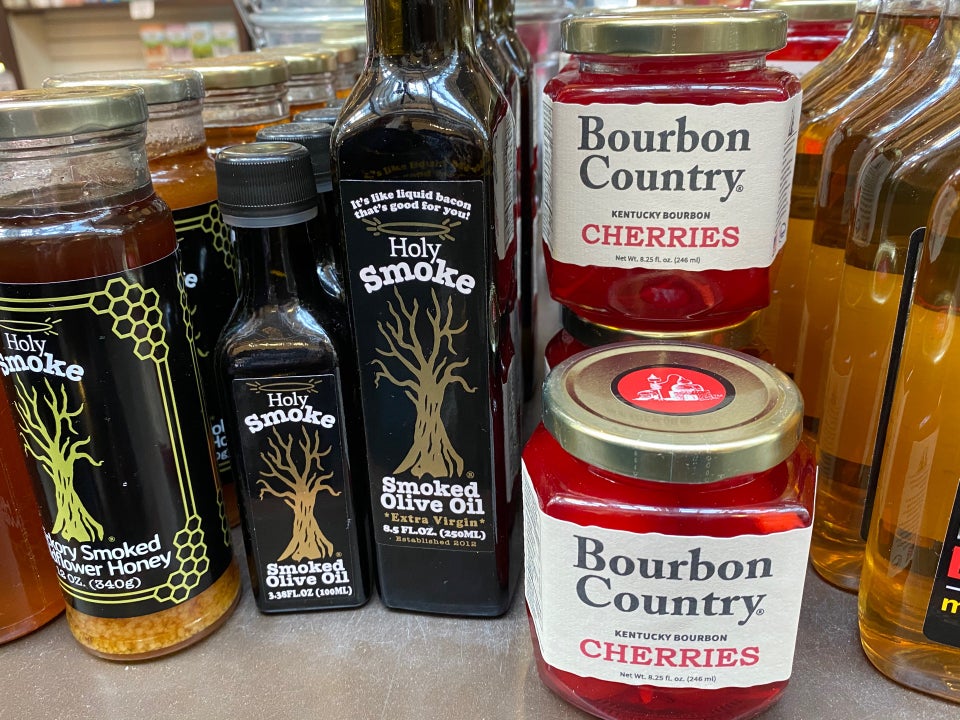 Holy
Smoke
Hickory Smoked
12 OZ. (340g)
Holy
Smoke
Smoked
Olive Oil
3.38FL.OZ (100ML)
It's like liquid bacon
that's good for you!
Holy
Smoke
Smoked
Olive Oil
*Extra Virgin*
8.5 FL.OZ. (250ML)
Established 2012
Bourbon
Country®
KENTUCKY BOURBON
CHERRIES
Net Wt. 8.25 fl. oz. (246 ml)
Bourbon
Country®
KENTUCKY BOURBON
CHERRIES
Net Wt. 8.25 fl. oz. (246 ml)